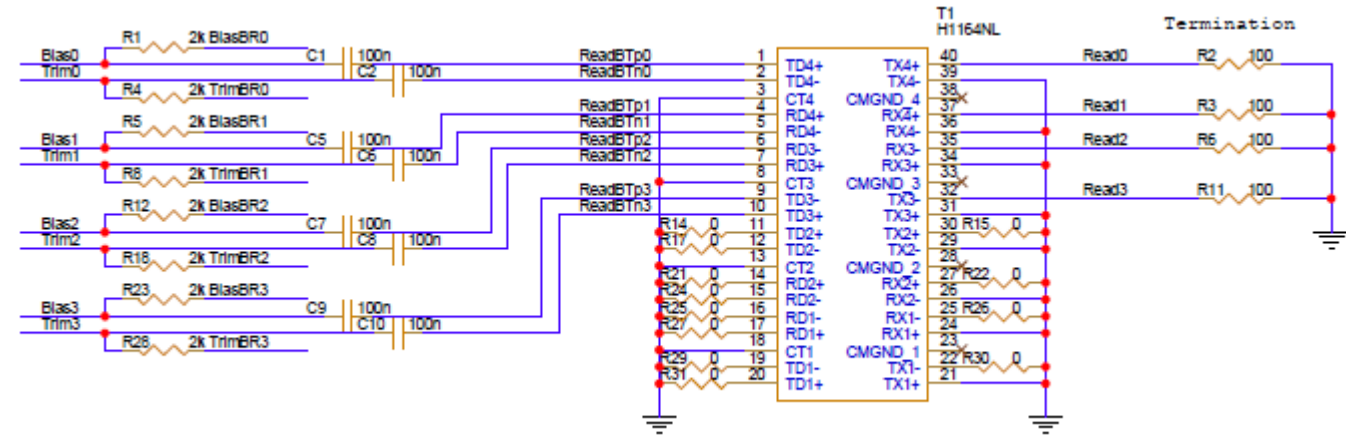 T1
H1164NL
Termination
R1 2k BiasBR0
Bias0 C1 100n ReadBTp0 1 TD4+ TX4+ 40 Read0 R2 100
Trim0 C2 100n ReadBTn0 2 TD4- TX4- 39
R4 2k TrimBR0 3 CT4 CMGND_4 38
ReadBTp1 4 RD4+ RX4+ 37 Read1 R3 100
R5 2k BiasBR1 ReadBTn1 5 RD4- RX4- 36
Bias1 C5 100n ReadBTp2 6 RD3- RX3- 35 Read2 R6 100
Trim1 C6 100n ReadBTn2 7 RD3+ RX3+ 34
R8 2k TrimBR1 8 CT3 CMGND_3 33
ReadBTp3 9 TD3- TX3- 32 Read3 R11 100
R12 2k BiasBR2 ReadBTn3 10 TD3+ TX3+ 31
Bias2 C7 100n R14 0 11 TD2+ TX2+ 30 R15 0
Trim2 C8 100n R17 0 12 TD2- TX2- 29
R18 2k TrimBR2 13 CT2 CMGND_2 28
R21 0 14 RD2+ RX2+ 27 R22 0
R23 2k BiasBR3 R24 0 15 RD2- RX2- 26
Bias3 C9 100n R25 0 16 RD1- RX1- 25 R26 0
Trim3 C10 100n R27 0 17 RD1+ RX1+ 24
R28 2k TrimBR3 18 CT1 CMGND_1 23
R29 0 19 TD1- TX1- 22 R30 0
R31 0 20 TD1+ TX1+ 21